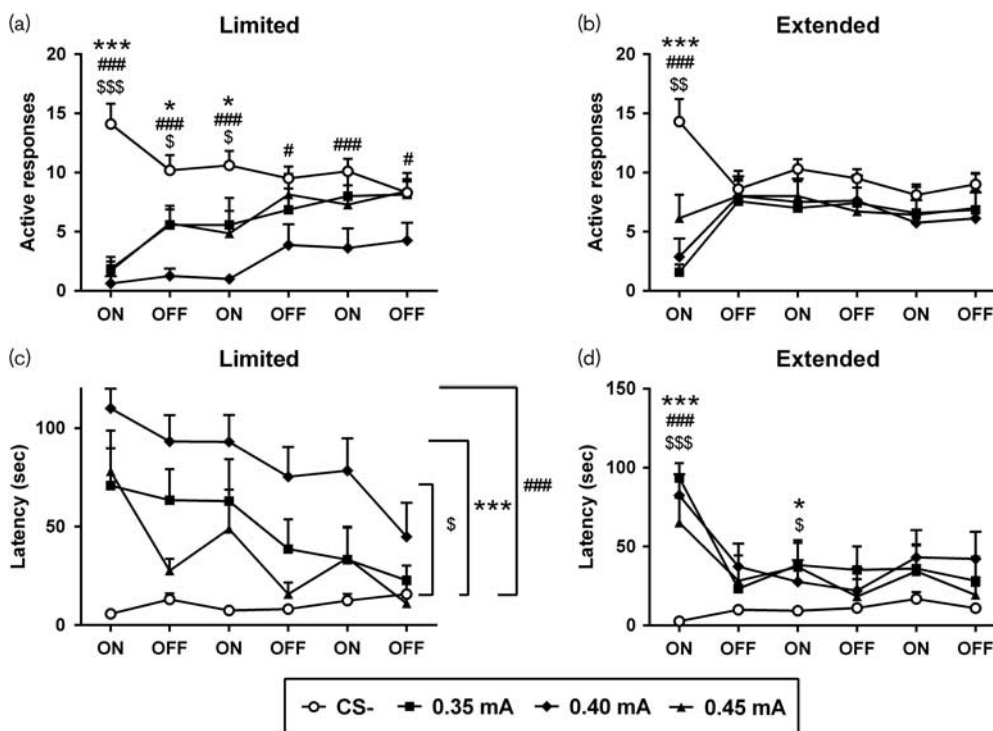 (a)
Limited
Active responses
20
15
10
5
0
***
###
$$$
*
###
$
*
###
$
#
###
#
ON OFF ON OFF ON OFF
(b)
Extended
Active responses
20
15
10
5
0
***
###
$$
ON OFF ON OFF ON OFF
(c)
Limited
Latency (sec)
100
50
0
$
***
###
ON OFF ON OFF ON OFF
(d)
Extended
Latency (sec)
150
100
50
0
***
###
$$$
*
$
ON OFF ON OFF ON OFF
CS- 0.35 mA 0.40 mA 0.45 mA